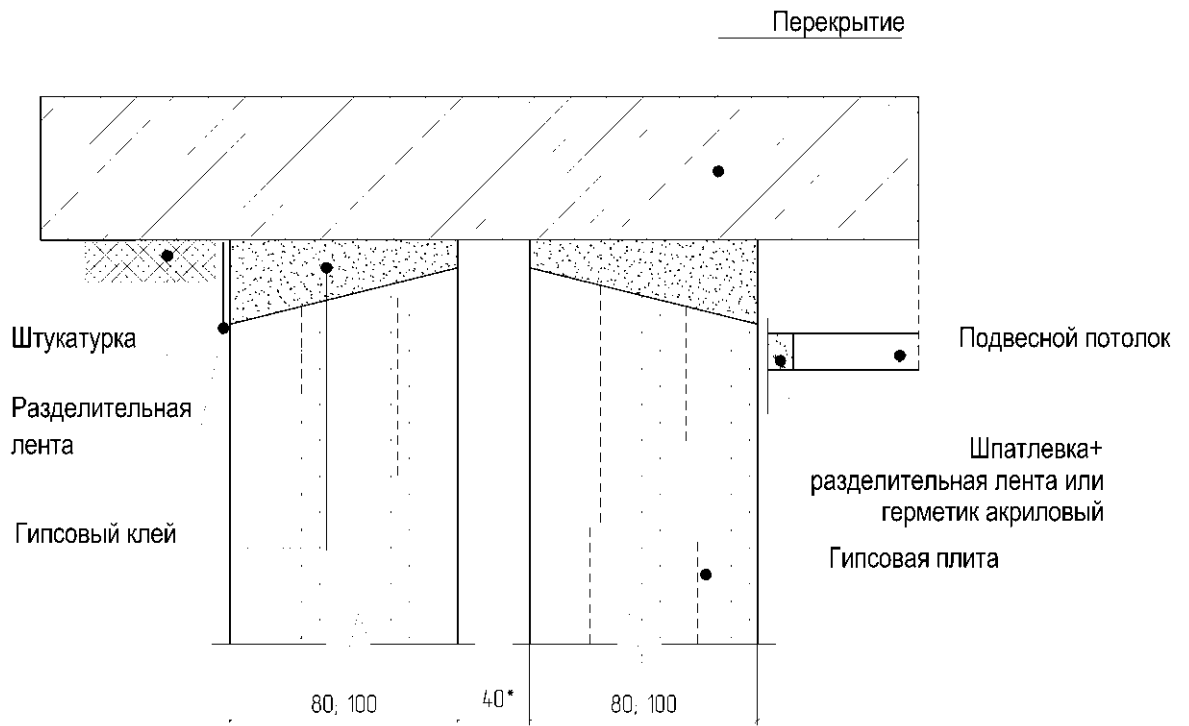 Перекрытие
Штукатурка
Разделительная
лента
Гипсовый клей
Подвесной потолок
Шпатлевка+
разделительная лента или
герметик акриловый
Гипсовая плита
80; 100
40*
80; 100